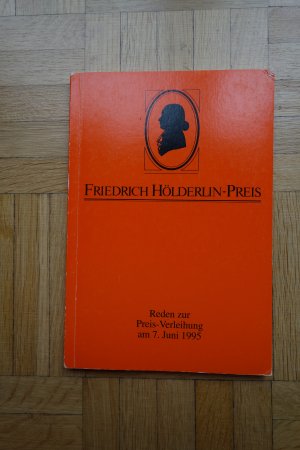 FRIEDRICH HÖLDERLIN-PREIS
Reden zur
Preis-Verleihung
am 7. Juni 1995